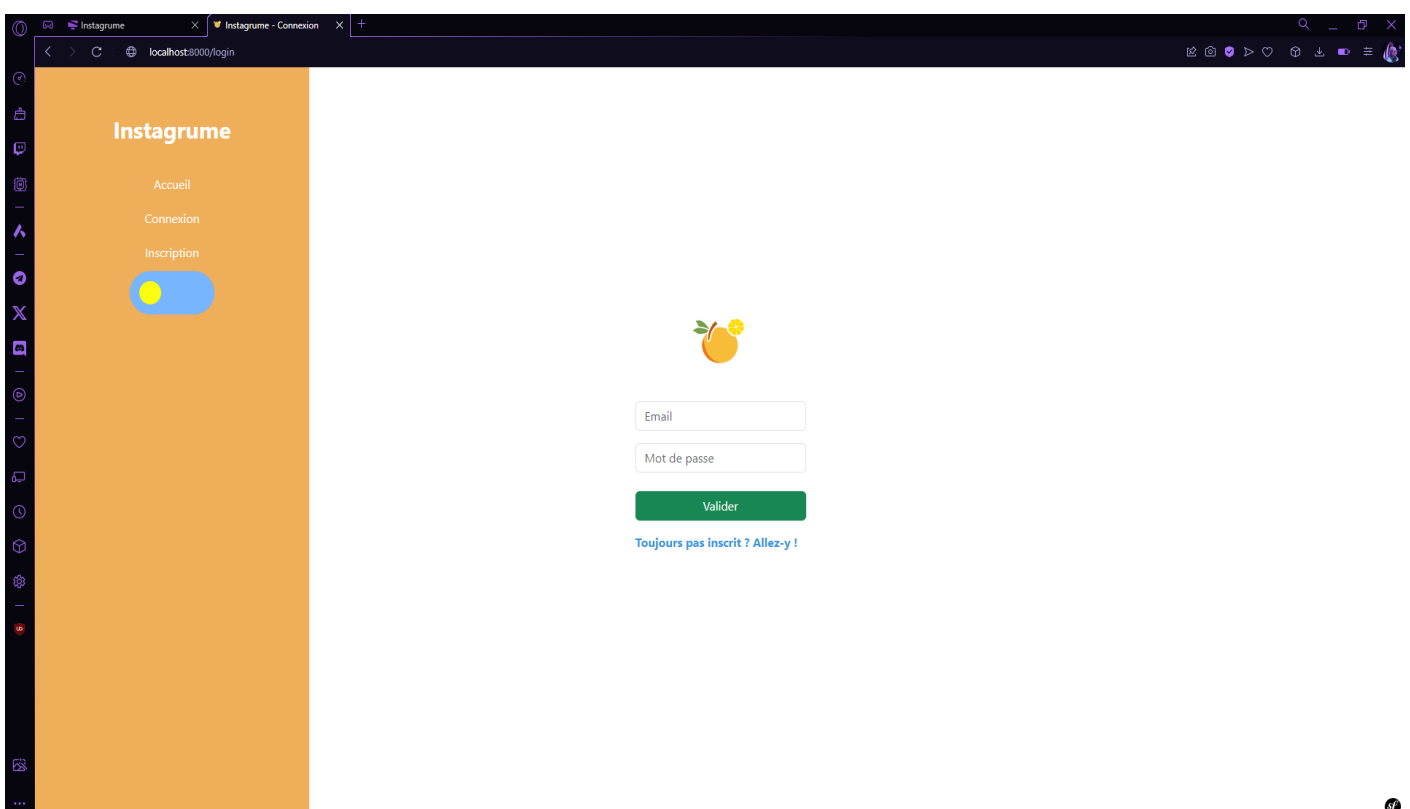 Instagrume
Instagrume - Connexion
localhost:8000/login
Instagrume
Accueil
Connexion
Inscription
Email
Mot de passe
Valider
Toujours pas inscrit ? Allez-y !
sf